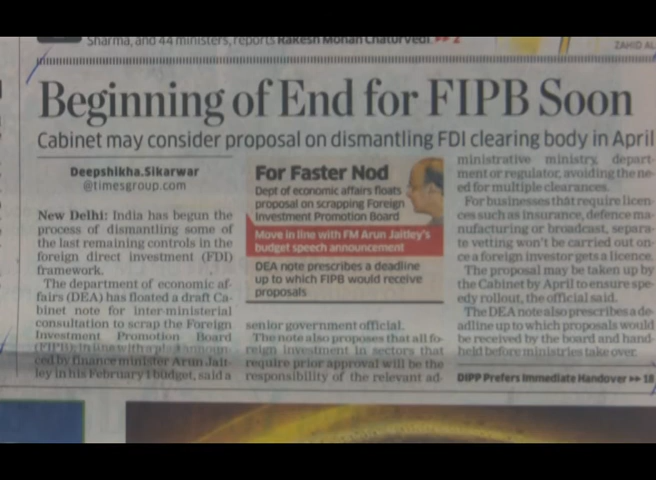 Sharma, and 44 ministers, reports Rakesh Mohan Chaturvedi ▸▸ 2
ZAHID AL
Beginning of End for FIPB Soon
Cabinet may consider proposal on dismantling FDI clearing body in April
Deepshikha.Sikarwar
@timesgroup.com
New Delhi: India has begun the
process of dismantling some of
the last remaining controls in the
foreign direct investment (FDI)
framework.
The department of economic af-
fairs (DEA) has floated a draft Ca-
binet note for inter-ministerial
consultation to scrap the Foreign
Investment Promotion Board
(FIPB), in line with a plan announ-
ced by finance minister Arun Jait-
ley in his February 1 budget, said a
For Faster Nod
Dept of economic affairs floats
proposal on scrapping Foreign
Investment Promotion Board
Move in line with FM Arun Jaitley's
budget speech announcement
DEA note prescribes a deadline
up to which FIPB would receive
proposals
senior government official.
The note also proposes that all fo-
reign investment in sectors that
require prior approval will be the
responsibility of the relevant ad-
ministrative ministry, depart-
ment or regulator, avoiding the ne-
ed for multiple clearances.
For businesses that require licen-
ces such as insurance, defence ma-
nufacturing or broadcast, separa-
te vetting won't be carried out on-
ce a foreign investor gets a licence.
The proposal may be taken up by
the Cabinet by April to ensure spe-
edy rollout, the official said.
The DEA note also prescribes a de-
adline up to which proposals would
be received by the board and hand-
held before ministries take over.
DIPP Prefers Immediate Handover ▸▸ 18